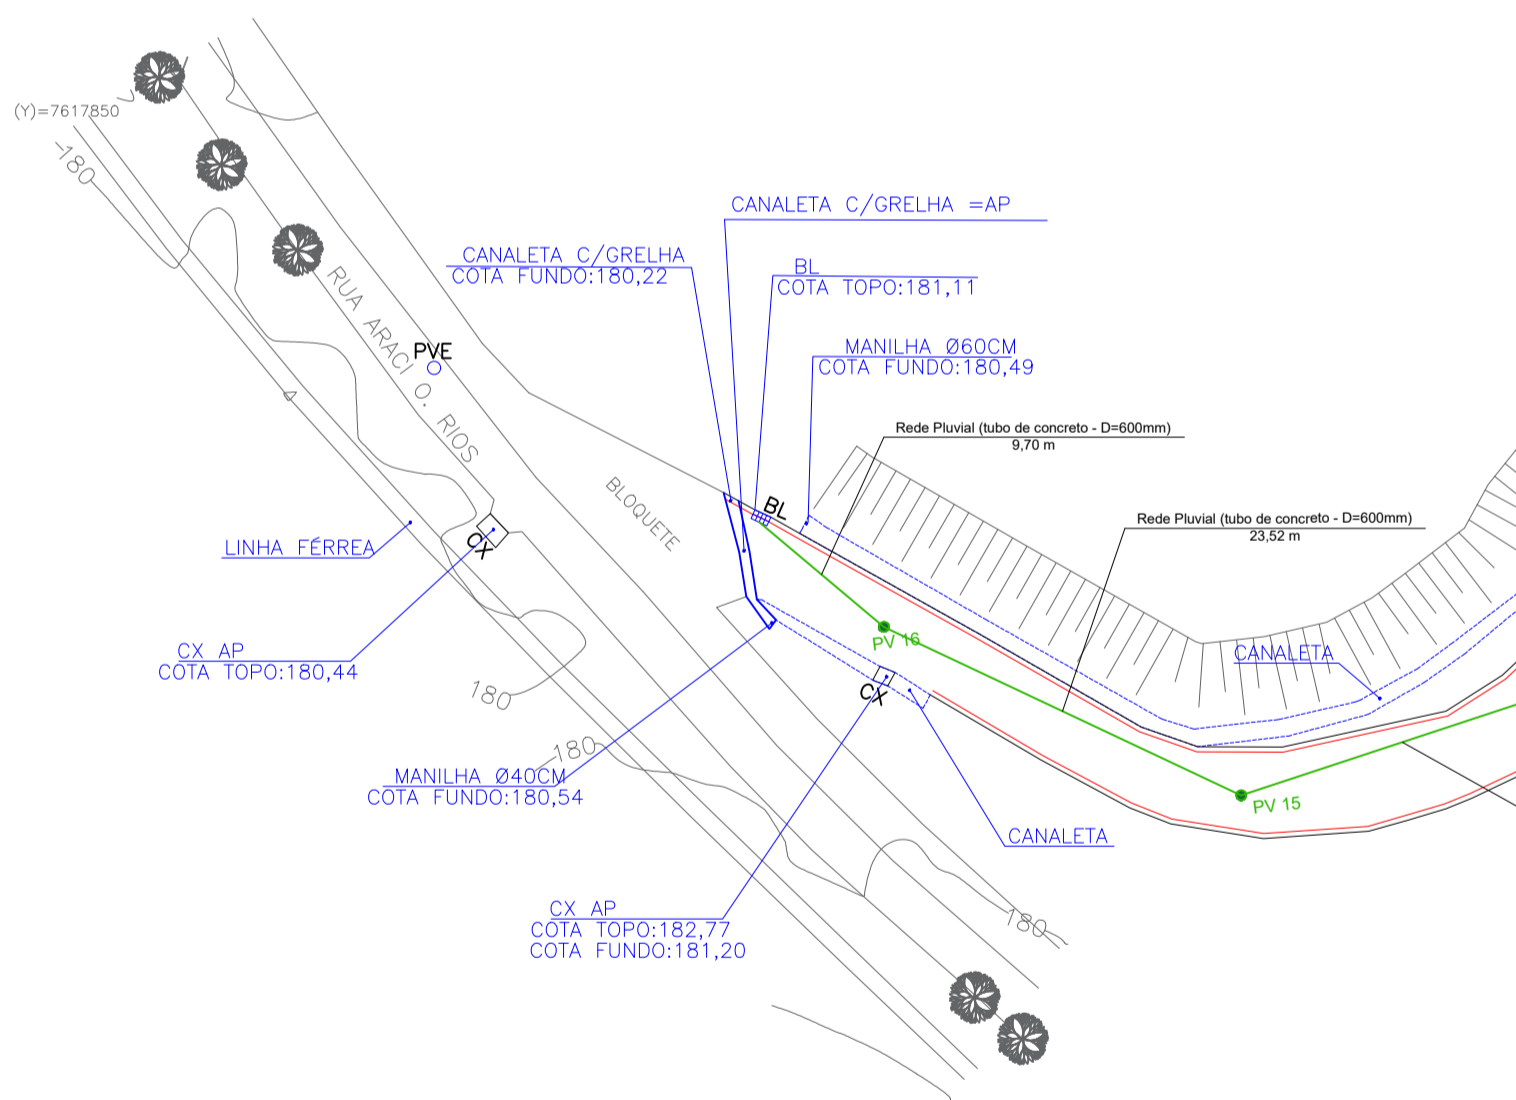 (Y)=7617850
-180
CANALETA C/GRELHA =AP
CANALETA C/GRELHA
COTA FUNDO:180,22
BL
COTA TOPO:181,11
RUA ARACI O. RIOS
PVE
MANILHA Ø60CM
COTA FUNDO:180,49
Rede Pluvial (tubo de concreto - D=600mm)
9,70 m
BLOQUETE
BL
Rede Pluvial (tubo de concreto - D=600mm)
23,52 m
LINHA FÉRREA
CX
PV 16
CX AP
COTA TOPO:180,44
CANALETA
180
CX
-180
MANILHA Ø40CM
COTA FUNDO:180,54
PV 15
CANALETA
CX AP
COTA TOPO:182,77
COTA FUNDO:181,20
180